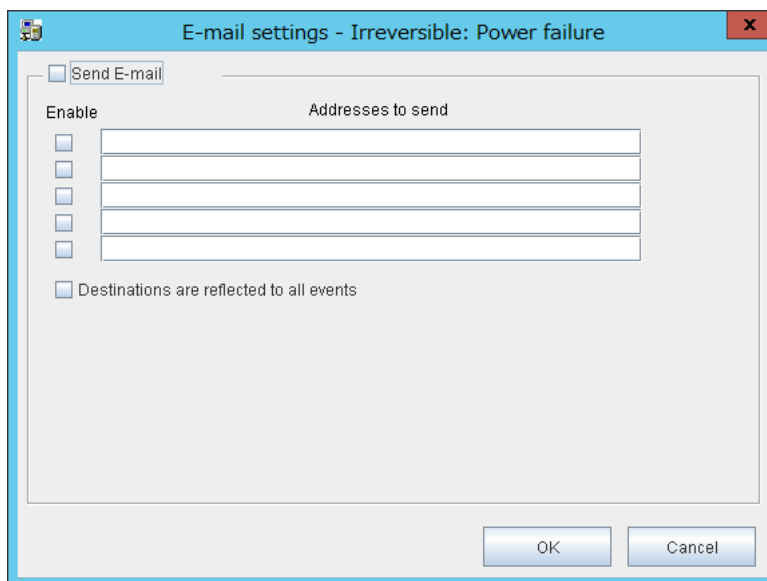 E-mail settings - Irreversible: Power failure
x
Send E-mail
Enable Addresses to send
Destinations are reflected to all events
OK Cancel